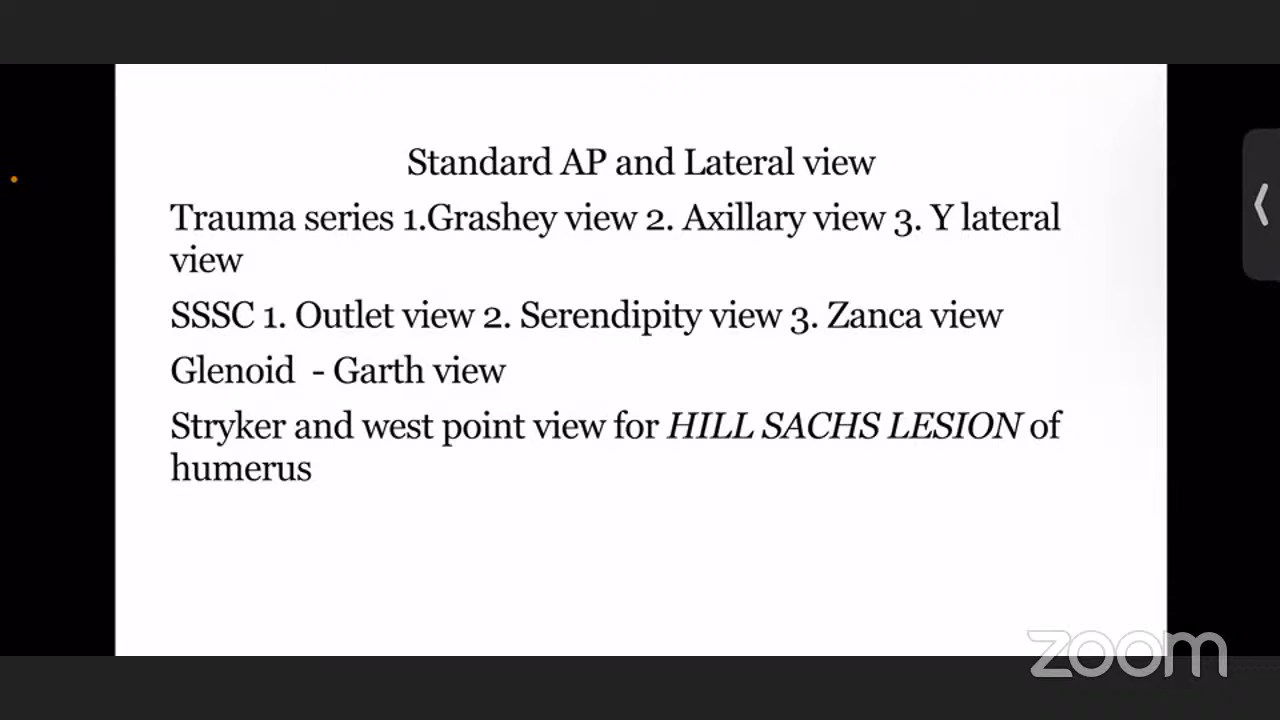 Standard AP and Lateral view
Trauma series 1.Grashey view 2. Axillary view 3. Y lateral
view
SSSC 1. Outlet view 2. Serendipity view 3. Zanca view
Glenoid - Garth view
Stryker and west point view for HILL SACHS LESION of
humerus
zoom